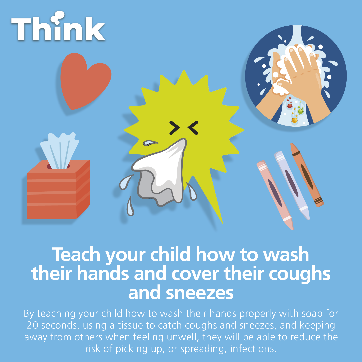 Think
Teach your child how to wash
their hands and cover their coughs
and sneezes
By teaching your child how to wash their hands properly with soap for
20 seconds, using a tissue to catch coughs and sneezes, and keeping
away from others when feeling unwell, they will be able to reduce the
risk of picking up, or spreading, infections.